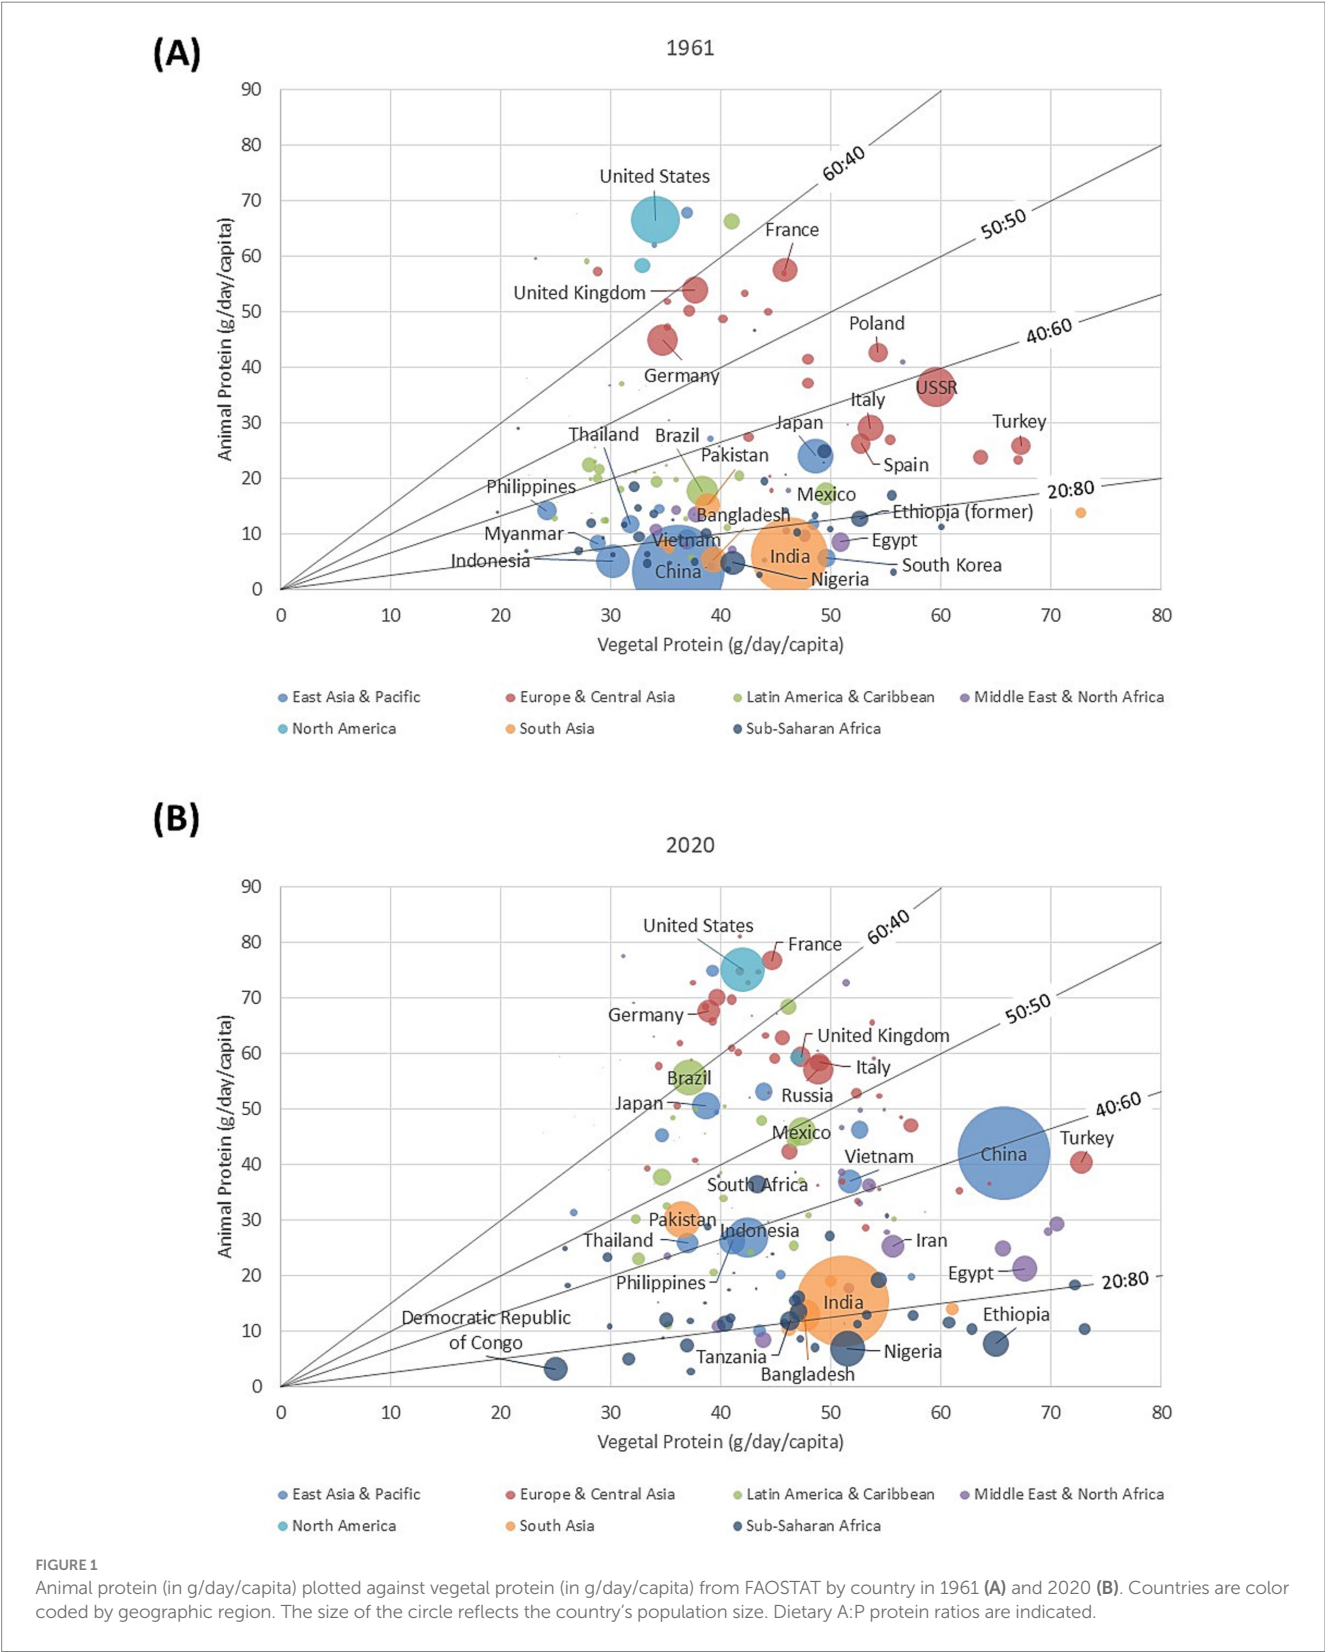 (A)
1961
90
80
70
60
50
40
30
20
10
0
0 10 20 30 40 50 60 70 80
Animal Protein (g/day/capita)
Vegetal Protein (g/day/capita)
60:40
50:50
40:60
20:80
United States
France
United Kingdom
Germany
Poland
USSR
Italy
Japan
Turkey
Spain
Thailand
Brazil
Pakistan
Philippines
Mexico
Bangladesh
Ethiopia (former)
Myanmar
Vietnam
Egypt
Indonesia
China
India
South Korea
Nigeria
East Asia & Pacific
Europe & Central Asia
Latin America & Caribbean
Middle East & North Africa
North America
South Asia
Sub-Saharan Africa
(B)
2020
90
80
70
60
50
40
30
20
10
0
0 10 20 30 40 50 60 70 80
Animal Protein (g/day/capita)
Vegetal Protein (g/day/capita)
60:40
50:50
40:60
20:80
United States
France
Germany
United Kingdom
Italy
Brazil
Russia
Japan
Mexico
Turkey
Vietnam
China
South Africa
Pakistan
Indonesia
Thailand
Iran
Philippines
Egypt
India
Democratic Republic
of Congo
Ethiopia
Tanzania
Nigeria
Bangladesh
East Asia & Pacific
Europe & Central Asia
Latin America & Caribbean
Middle East & North Africa
North America
South Asia
Sub-Saharan Africa
FIGURE 1
Animal protein (in g/day/capita) plotted against vegetal protein (in g/day/capita) from FAOSTAT by country in 1961 (A) and 2020 (B). Countries are color
coded by geographic region. The size of the circle reflects the country's population size. Dietary A:P protein ratios are indicated.